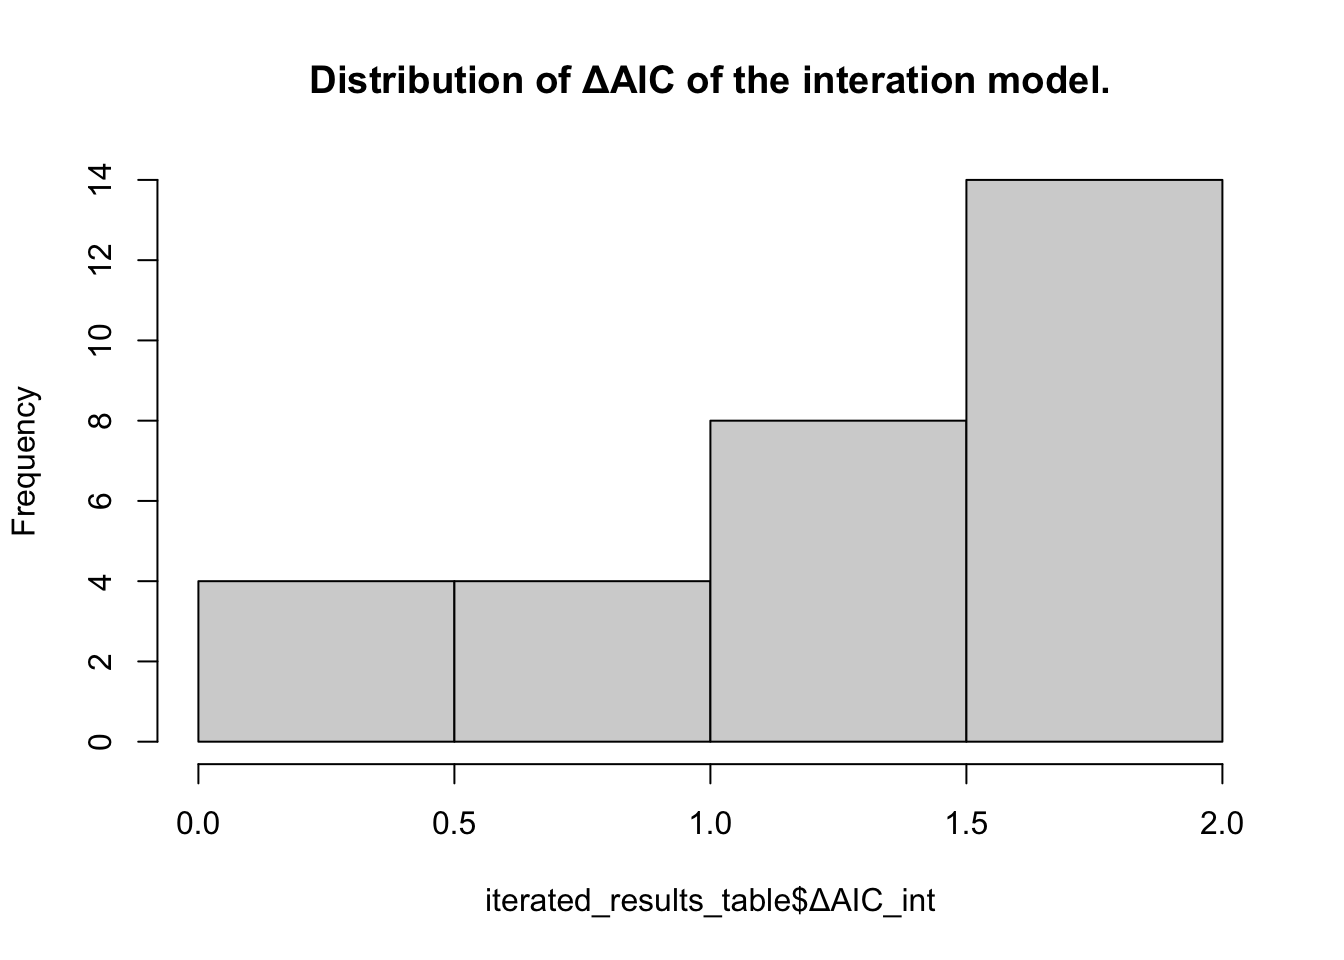 Distribution of ΔAIC of the interation model.
Frequency
14
12
10
8
6
4
2
0
0.0 0.5 1.0 1.5 2.0
iterated_results_table$ΔAIC_int